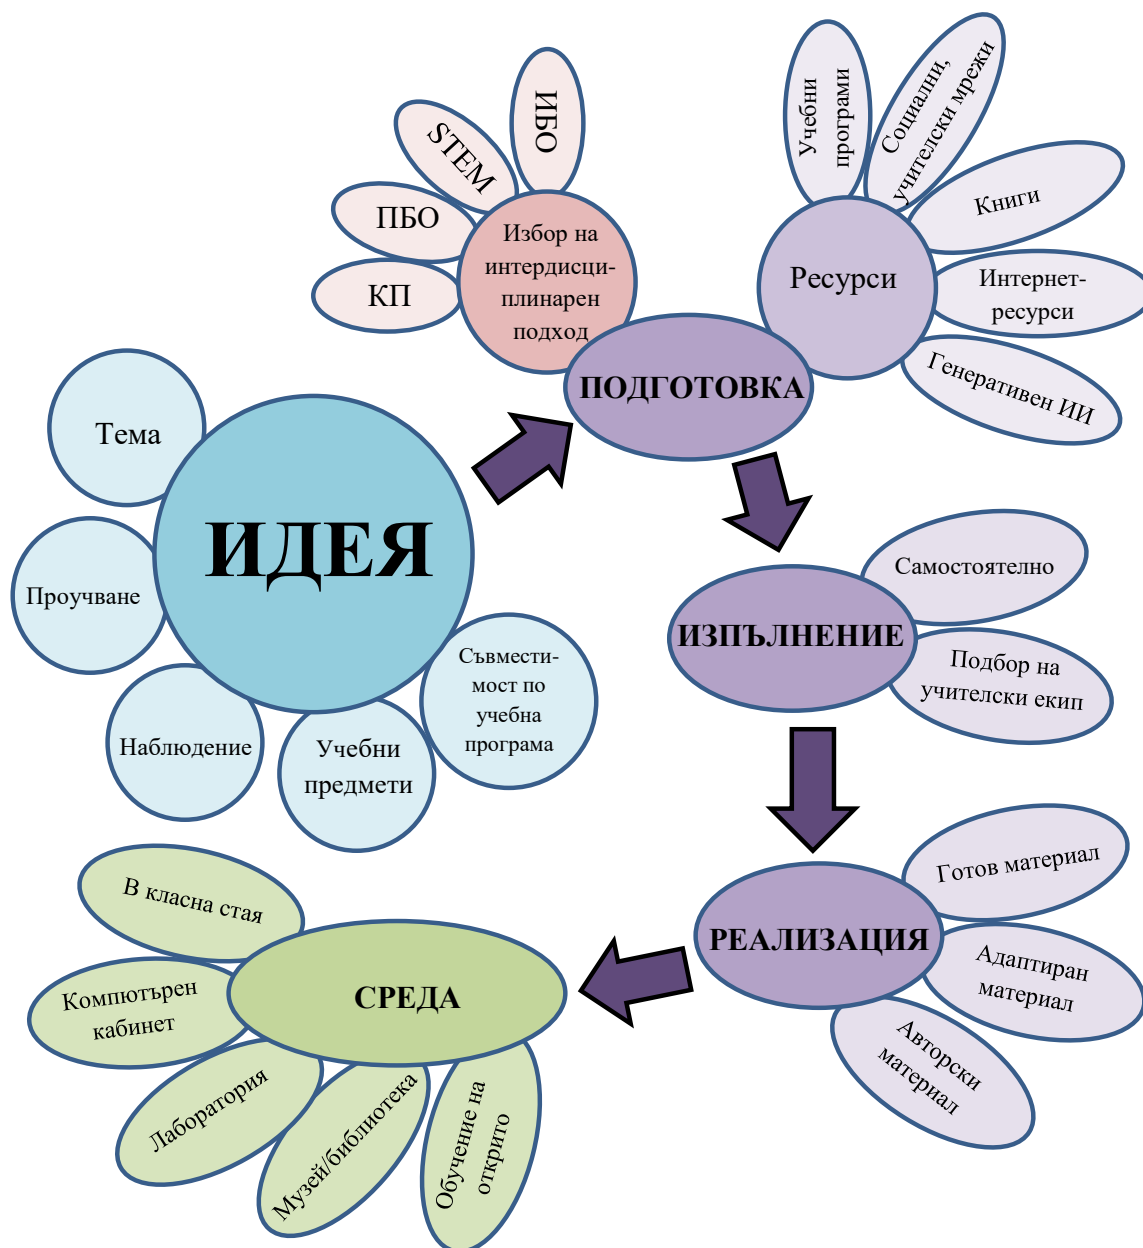 ИБО
STEM
ПБО
КП
Избор на
интердисци-
плинарен
подход
Учебни
програми
Социални,
учителски мрежи
Книги
Интернет-
ресурси
Генеративен ИИ
Ресурси
ПОДГОТОВКА
Тема
ИДЕЯ
Проучване
Наблюдение
Учебни
предмети
Съвмести-
мост по
учебна
програма
Самостоятелно
ИЗПЪЛНЕНИЕ
Подбор на
учителски екип
Готов материал
РЕАЛИЗАЦИЯ
Адаптиран
материал
Авторски
материал
В класна стая
СРЕДА
Компютърен
кабинет
Лаборатория
Музей/библиотека
Обучение на
открито